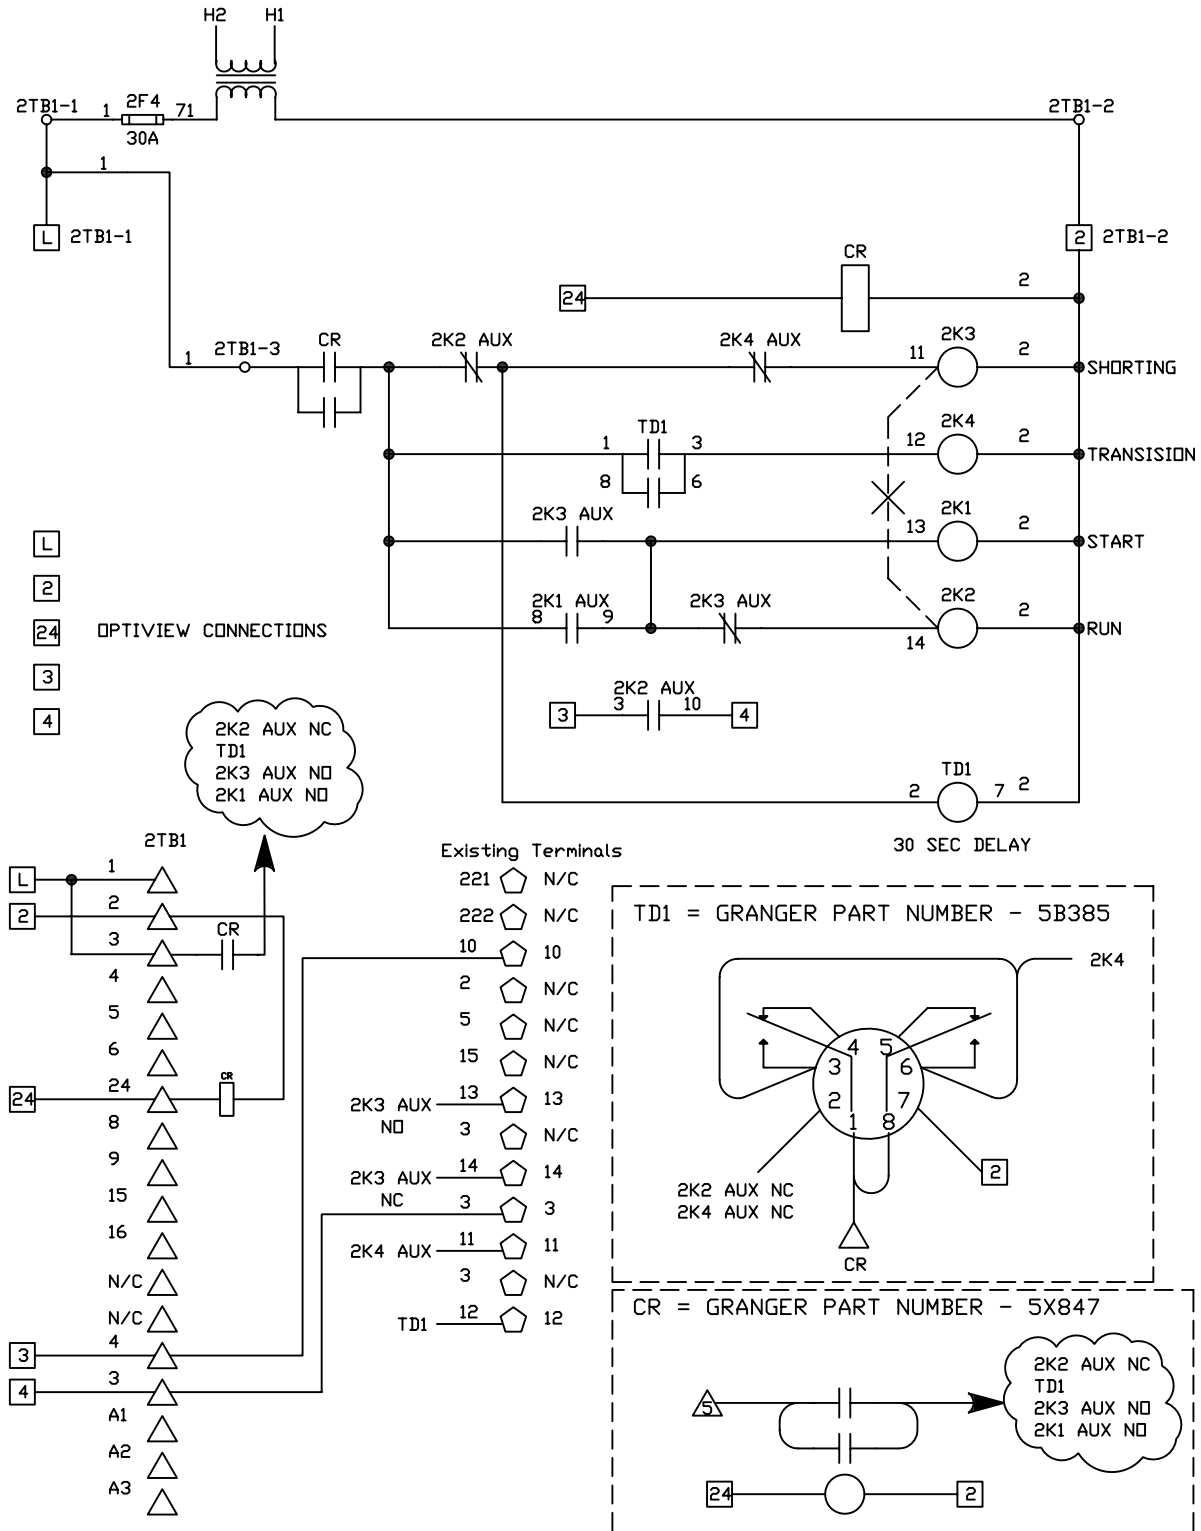 H2 H1
2TB1-1 1 2F4 71 2TB1-2
30A
1
L 2TB1-1 2 2TB1-2
CR
24 2
1 2TB1-3 CR 2K2 AUX 2K4 AUX 11 2K3 2 SHORTING
1 TD1 3 12 2K4 2 TRANSISION
8 6
2K3 AUX 13 2K1 2 START
2K1 AUX 2K3 AUX 2K2 2 RUN
8 9 14
2K2 AUX
3 3 10 4
TD1
2 7 2
30 SEC DELAY
L
2
24 OPTIVIEW CONNECTIONS
3
4
2K2 AUX NC
TD1
2K3 AUX NO
2K1 AUX NO
2TB1
L 1
2 2
3 CR
4
5
6
24 24 CR
8
9
15
16
N/C
N/C
3 4
4 3
A1
A2
A3
Existing Terminals
221 N/C
222 N/C
10 10
2 N/C
5 N/C
15 N/C
2K3 AUX 13 13
NO
3 N/C
2K3 AUX 14 14
NC
3 3
2K4 AUX 11 11
3 N/C
TD1 12 12
TD1 = GRANGER PART NUMBER - 5B385
2K4
4 5
3 6
2 7
1 8
2K2 AUX NC
2K4 AUX NC
2
CR
CR = GRANGER PART NUMBER - 5X847
2K2 AUX NC
TD1
2K3 AUX NO
2K1 AUX NO
5
24 2